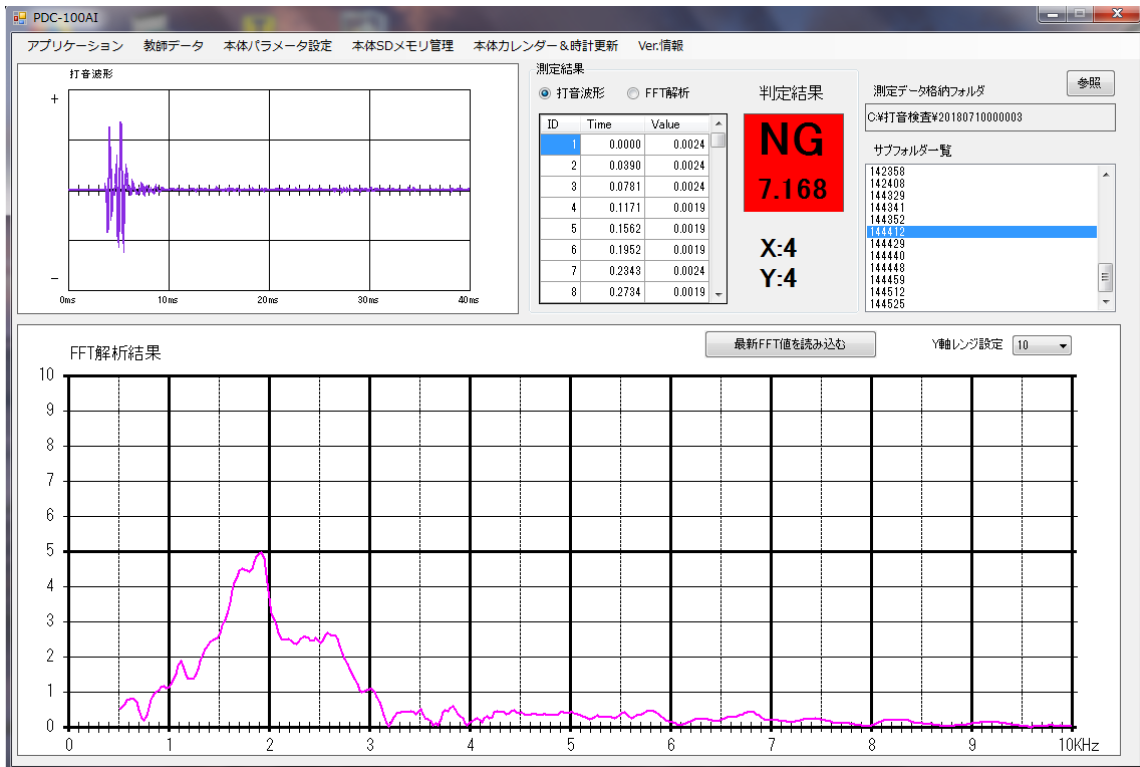 PDC-100AI
アプリケーション 教師データ 本体パラメータ設定 本体SDメモリ管理 本体カレンダー＆時計更新 Ver.情報
打音波形
+
−
0ms 10ms 20ms 30ms 40ms
測定結果
打音波形 FFT解析
ID Time Value
1 0.0000 0.0024
2 0.0390 0.0024
3 0.0781 0.0024
4 0.1171 0.0019
5 0.1562 0.0019
6 0.1952 0.0019
7 0.2343 0.0024
8 0.2734 0.0019
判定結果
NG
7.168
X:4
Y:4
測定データ格納フォルダ 参照
C:¥打音検査¥20180710000003
サブフォルダ一覧
142358
142408
144329
144341
144352
144412
144429
144440
144448
144459
144512
144525
FFT解析結果
最新FFT値を読み込む
Y軸レンジ設定 10
10
9
8
7
6
5
4
3
2
1
0
0 1 2 3 4 5 6 7 8 9 10KHz